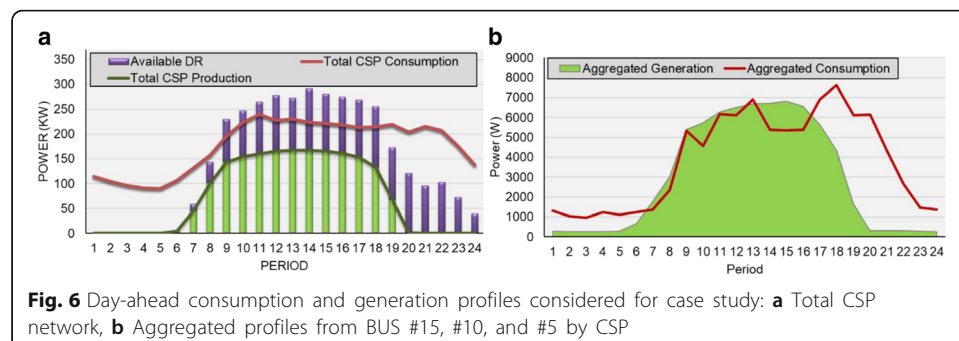 a
b
Available DR
Total CSP Consumption
Total CSP Production
350
300
250
200
150
100
50
0
POWER (KW)
1 2 3 4 5 6 7 8 9 10 11 12 13 14 15 16 17 18 19 20 21 22 23 24
PERIOD
Aggregated Generation
Aggregated Consumption
9000
8000
7000
6000
5000
4000
3000
2000
1000
0
Power (W)
1 2 3 4 5 6 7 8 9 10 11 12 13 14 15 16 17 18 19 20 21 22 23 24
Period
Fig. 6 Day-ahead consumption and generation profiles considered for case study: a Total CSP
network, b Aggregated profiles from BUS #15, #10, and #5 by CSP